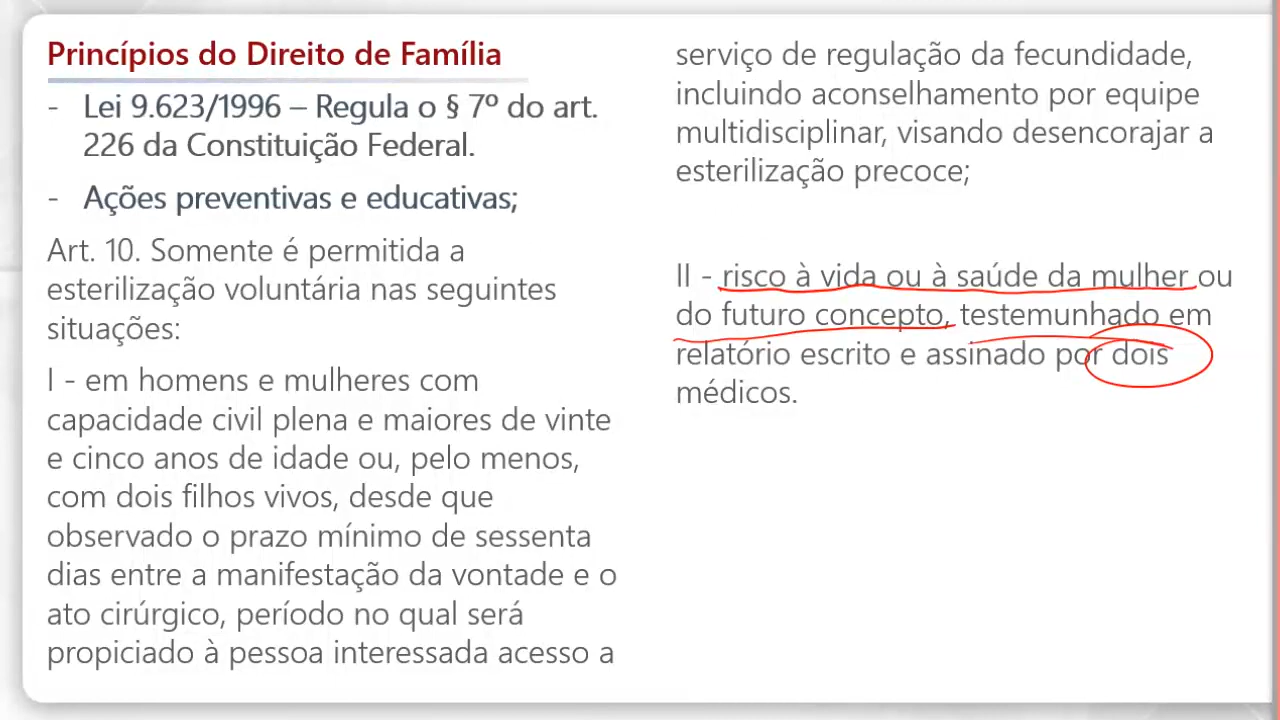 Princípios do Direito de Família
- Lei 9.623/1996 – Regula o § 7º do art.
226 da Constituição Federal.
- Ações preventivas e educativas;
Art. 10. Somente é permitida a
esterilização voluntária nas seguintes
situações:
I - em homens e mulheres com
capacidade civil plena e maiores de vinte
e cinco anos de idade ou, pelo menos,
com dois filhos vivos, desde que
observado o prazo mínimo de sessenta
dias entre a manifestação da vontade e o
ato cirúrgico, período no qual será
propiciado à pessoa interessada acesso a
serviço de regulação da fecundidade,
incluindo aconselhamento por equipe
multidisciplinar, visando desencorajar a
esterilização precoce;
II - risco à vida ou à saúde da mulher ou
do futuro concepto, testemunhado em
relatório escrito e assinado por dois
médicos.